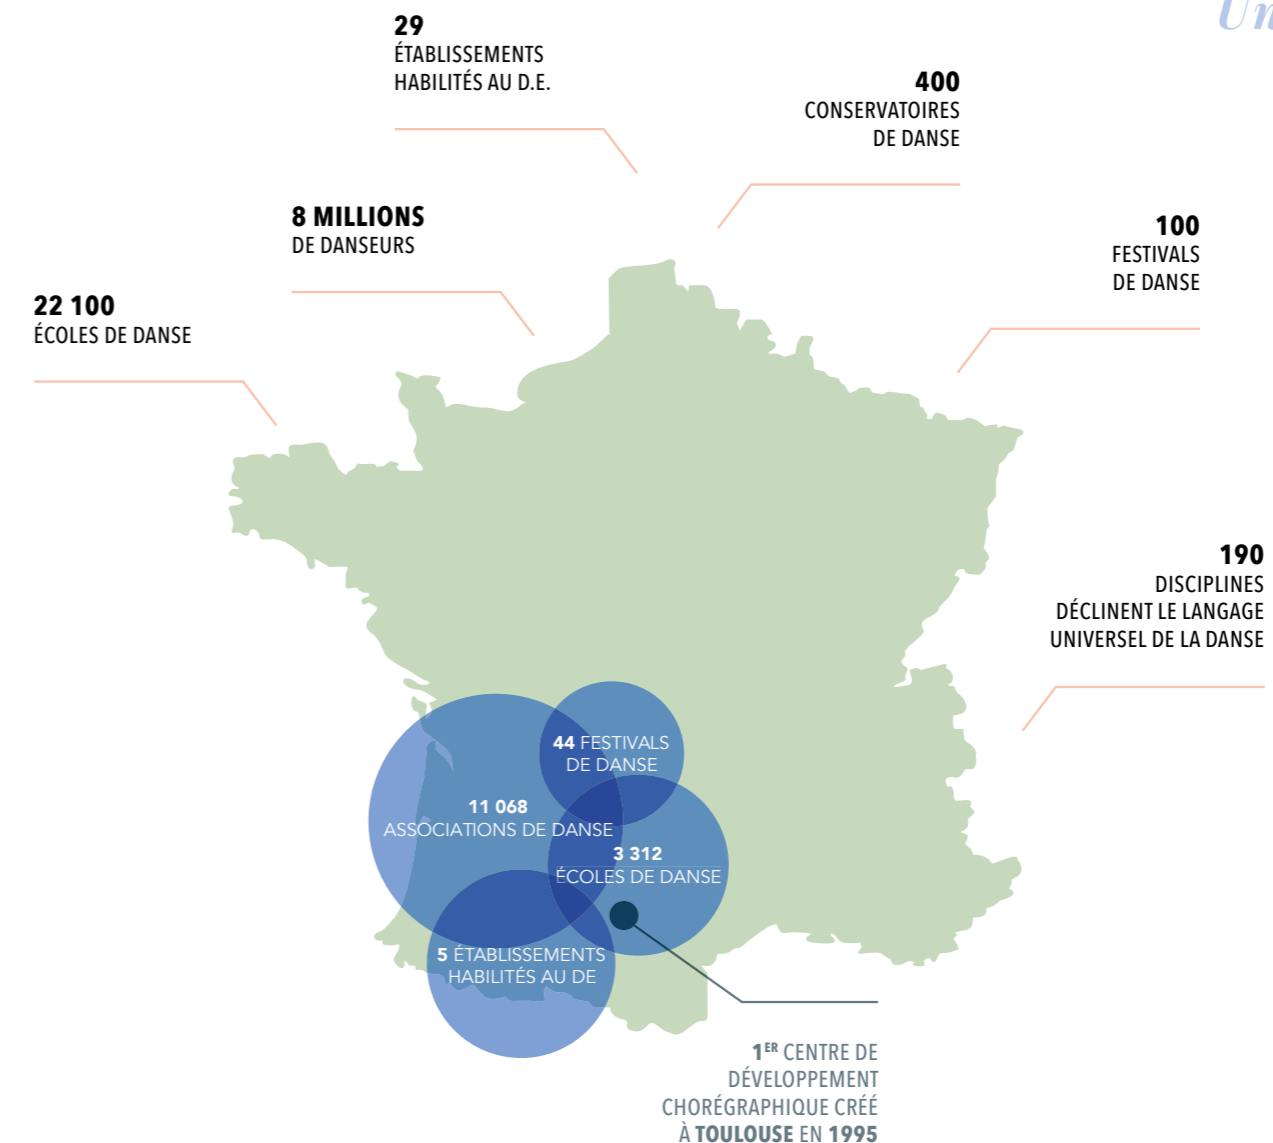 Un
29
ÉTABLISSEMENTS
HABILITÉS AU D.E.
400
CONSERVATOIRES
DE DANSE
8 MILLIONS
DE DANSEURS
100
FESTIVALS
DE DANSE
22 100
ÉCOLES DE DANSE
190
DISCIPLINES
DÉCLINENT LE LANGAGE
UNIVERSEL DE LA DANSE
44 FESTIVALS
DE DANSE
11 068
ASSOCIATIONS DE DANSE
3 312
ÉCOLES DE DANSE
5 ÉTABLISSEMENTS
HABILITÉS AU DE
1ER CENTRE DE
DÉVELOPPEMENT
CHORÉGRAPHIQUE CRÉÉ
À TOULOUSE EN 1995